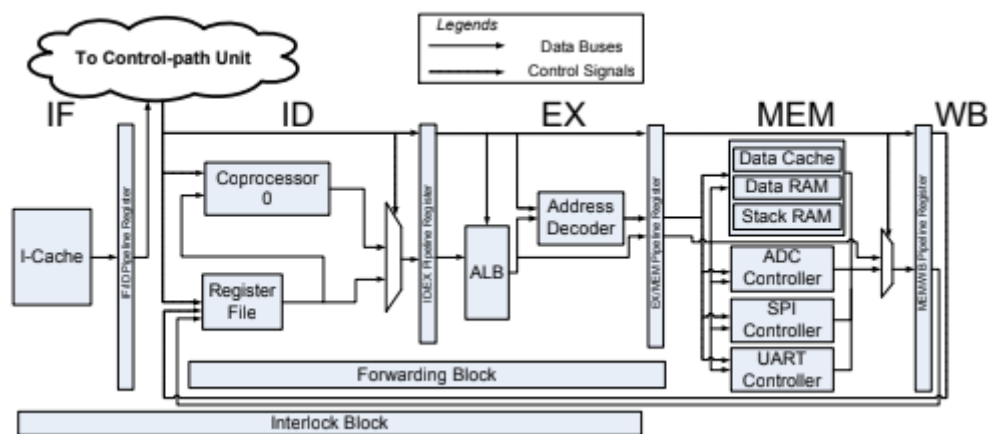 Legends
Data Buses
Control Signals
To Control-path Unit
IF
ID
EX
MEM
WB
I-Cache
IF/ID Pipeline Register
Coprocessor
0
Register
File
ID/EX Pipeline Register
ALB
Address
Decoder
EX/MEM Pipeline Register
Data Cache
Data RAM
Stack RAM
ADC
Controller
SPI
Controller
UART
Controller
MEM/WB Pipeline Register
Forwarding Block
Interlock Block